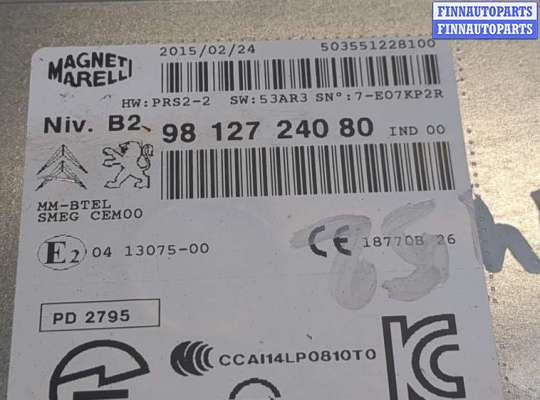 FINNAUTOPARTS
FINNAUTOPARTS
MAGNETI MARELLI
2015/02/24 503551228100
HW:PRS2-2 SW:53AR3 SN°:7-E07KP2R
Niv. B2 98 127 240 80 IND 00
MM-BTEL
SMEG CEM00
E2 04 13075-00 CE 18770B 26
PD 2795
CCAI14LP0810T0